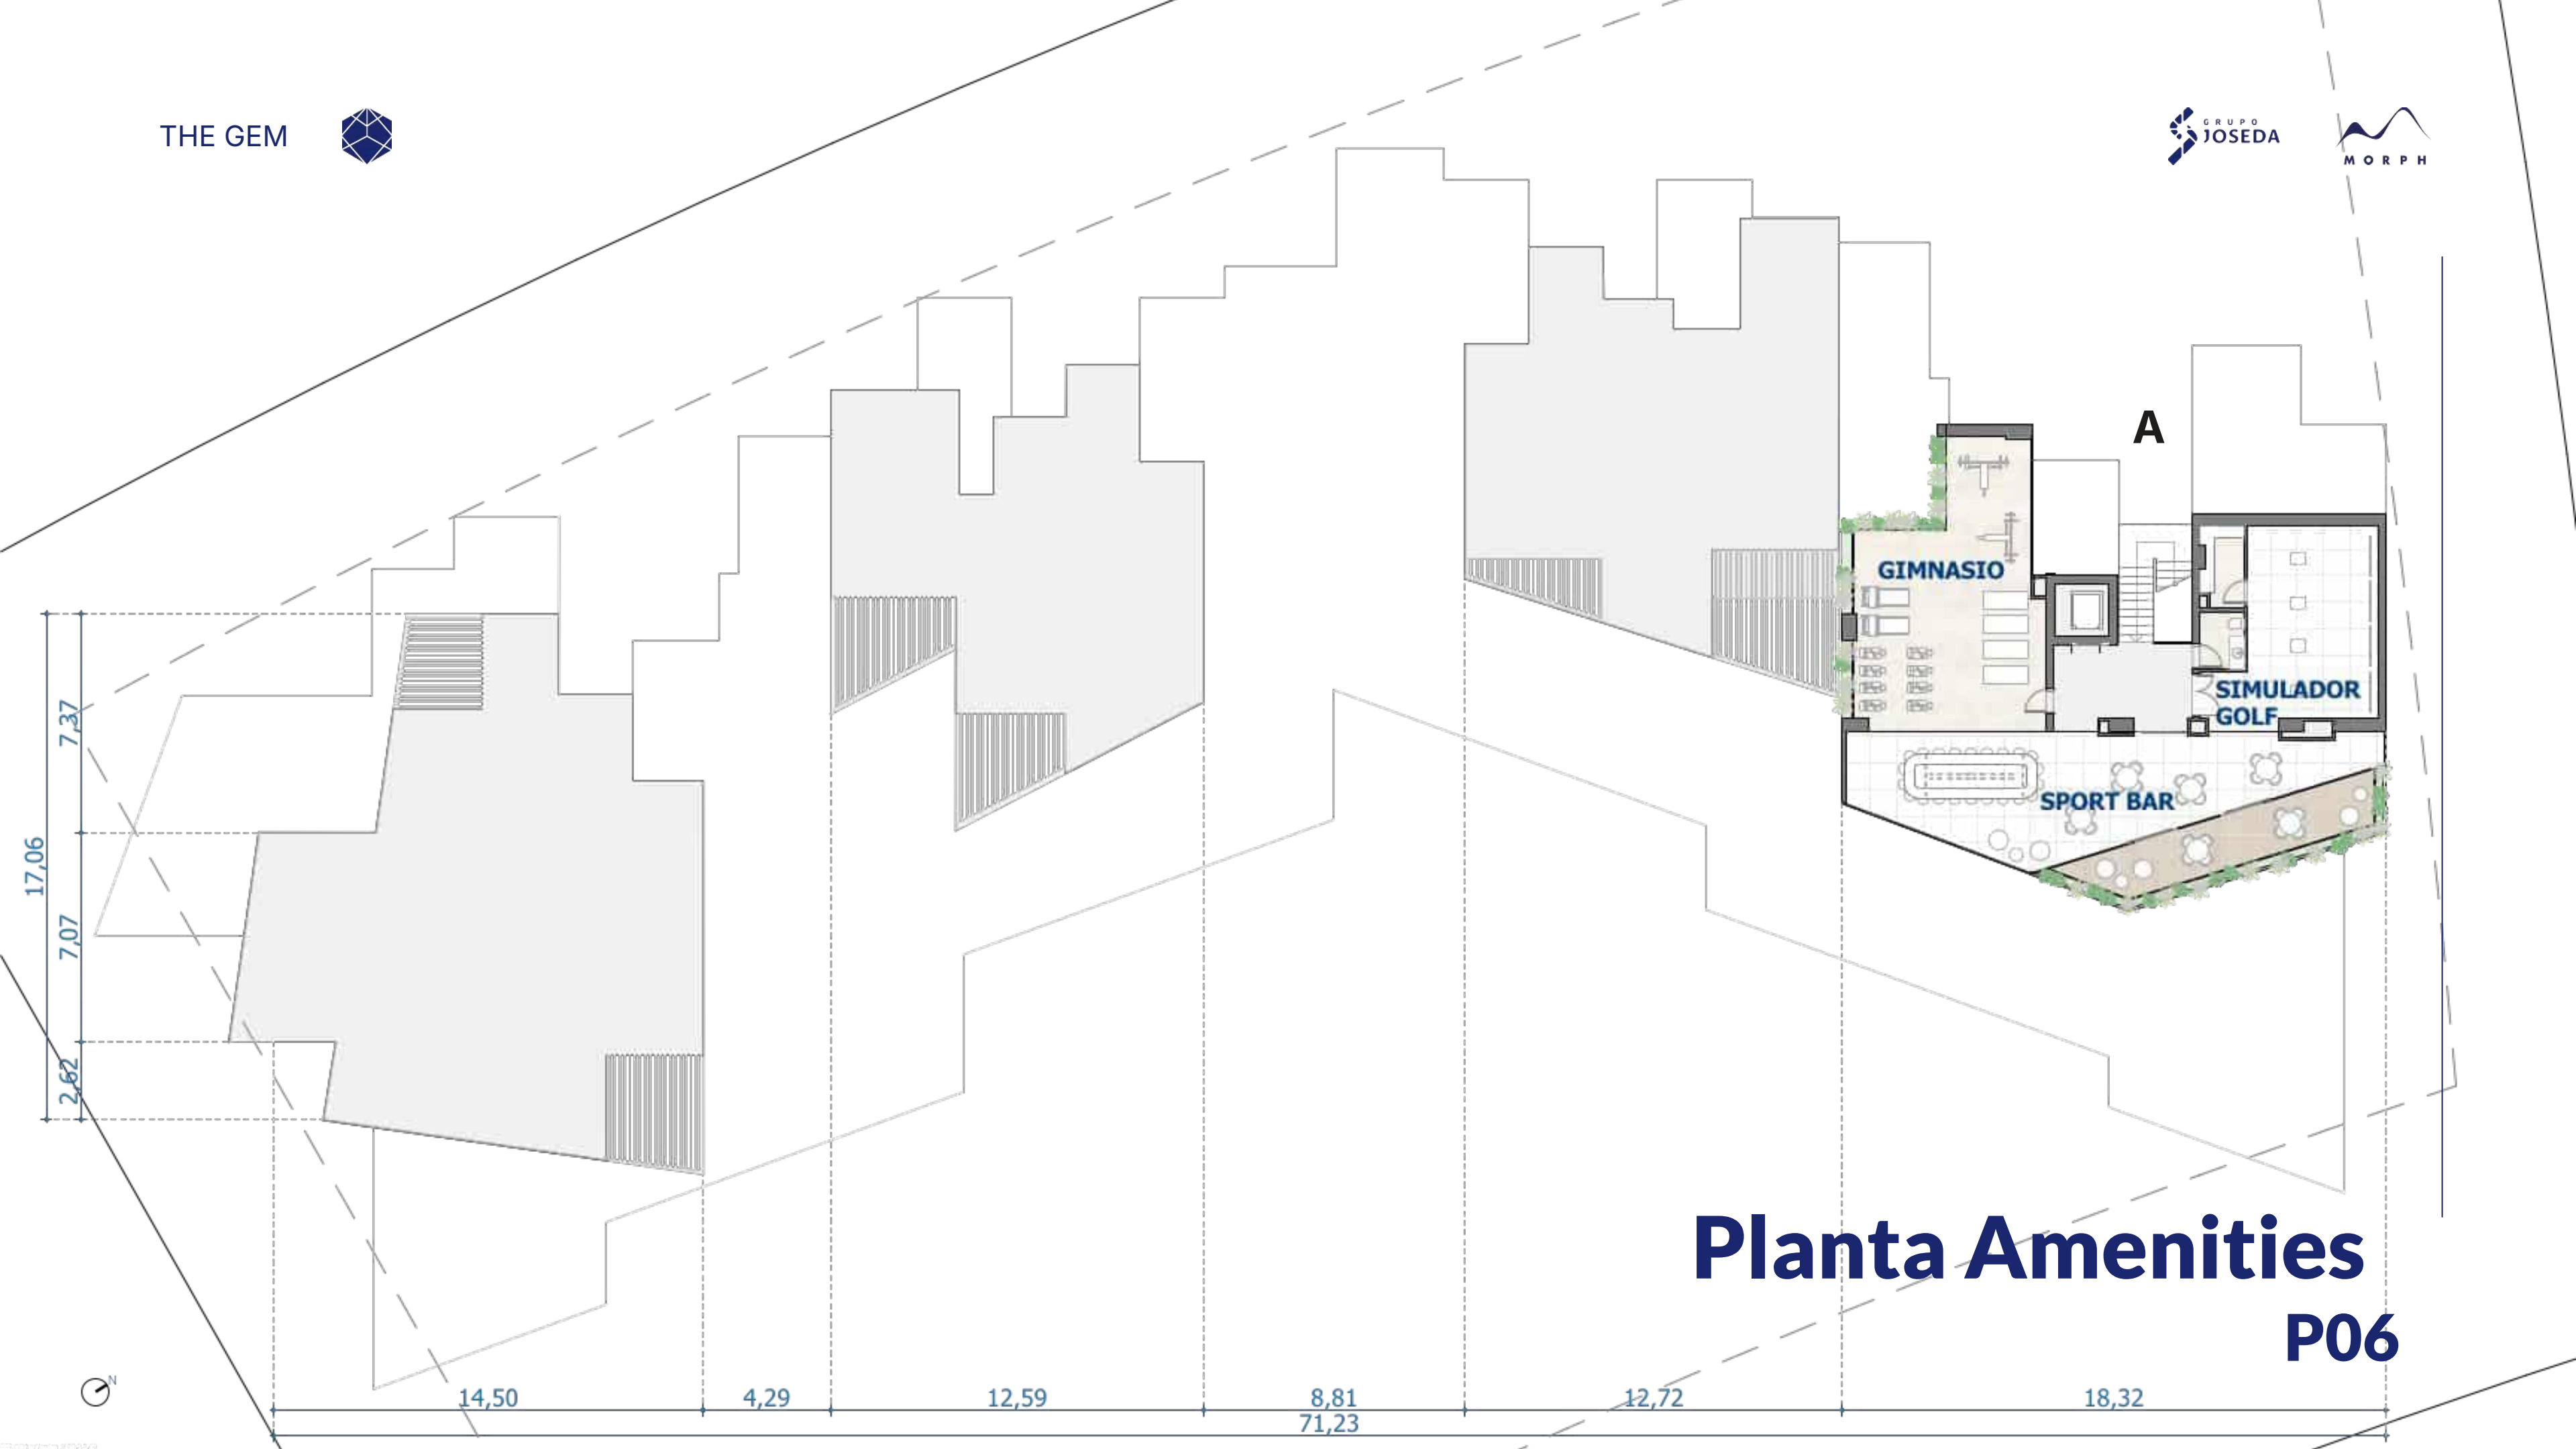 THE GEM
GRUPO
JOSEDA
MORPH
A
GIMNASIO
SIMULADOR
GOLF
SPORT BAR
7,37
17,06
7,07
2,62
Planta Amenities
P06
N
14,50
4,29
12,59
8,81
12,72
18,32
71,23